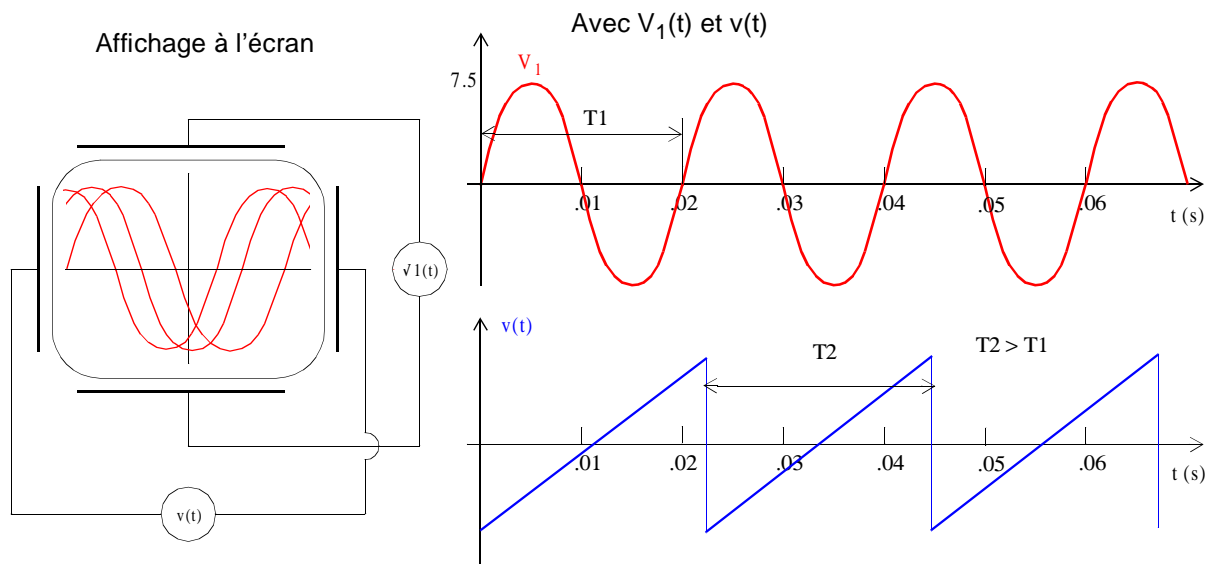 Affichage à l'écran
v1(t)
v(t)
Avec V1(t) et v(t)
V1
7.5
T1
.01 .02 .03 .04 .05 .06
t (s)
v(t)
T2
T2 > T1
.01 .02 .03 .04 .05 .06
t (s)